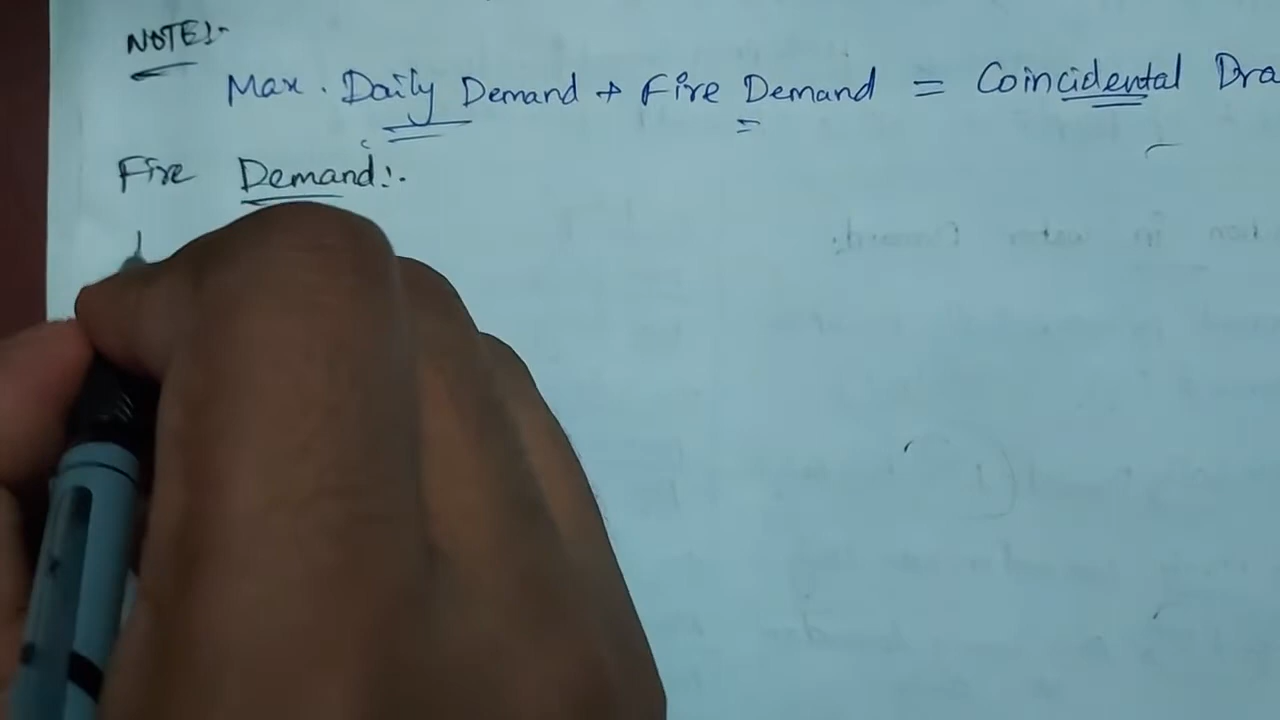 NOTE:-
Max. Daily Demand + Fire Demand = Coincidental Dra
Fire Demand:-